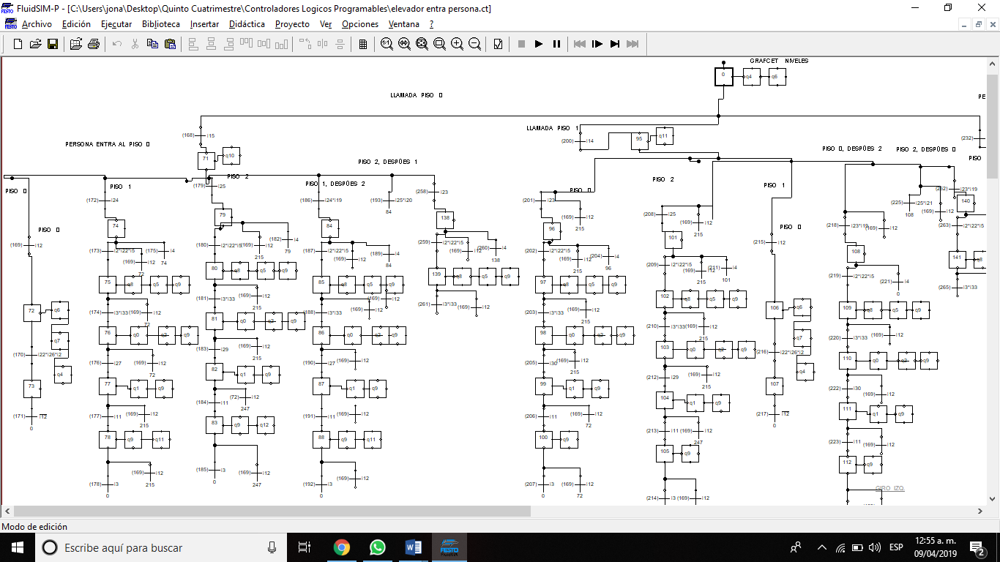 FluidSIM-P - [C:\Users\jona\Desktop\Quinto Cuatrimestre\Controladores Logicos Programables\elevador entra persona.ct]
Archivo Edición Ejecutar Biblioteca Insertar Didáctica Proyecto Ver Opciones Ventana ?
GRAFCET NIVELES
0 q4 q6
LLAMADA PISO
LLAMADA PISO 1
(168) i15
(200) i14
95 q11
(232)
PERSONA ENTRA AL PISO
71 q10
PISO 2, DESPÚES 1
PISO 2
PISO 1, DESPÚES 2
PISO
PISO 1
(179) i25
PISO 2
PISO 1
PISO , DESPÚES 2
PISO 2, DESPÚES
PISO
(172) i24
(186) i24*i19
(193) i25*i20
84
(258) i23
(201) i23
(169) i12
215
(208) i25
(169) i12
215
(225) i25*i21
108
(169) i12
(262) i23*i19
140
PISO
74
79
84
138
96
101
PISO
(218) i23*i19
(169) i12
(263) i2*i22*i5
(169) i12
(173) i2*i22*i5
(169) i12
72
(175) i4
74
(180) i2*i22*i5
(169) i12
215
(182) i4
79
(187) i2*i22*i5
(169) i12
(189) i4
84
(259) i2*i22*i5
(169) i12
(260) i4
138
(202) i2*i22*i5
(169) i12
215
(204) i4
96
(209) i2*i22*i5
(169) i12
215
(211) i4
101
(215) i12
108
141 q8
75 q8 q5 q9
80 q8 q5 q9
85 q8 q5 q9
139 q8 q5 q9
97 q8 q5 q9
102 q8 q5 q9
(219) i2*i22*i5
(221) i4
0
(265) i3*i33
(174) i3*i33
(169) i12
72
(181) i3*i33
(169) i12
215
(188) i3*i33
(169) i12
(261) i3*i33
(169) i12
(203) i3*i33
(169) i12
215
(210) i3*i33
(169) i12
215
72 q6 q7 q4
106 q6 q7 q4
109 q8 q5 q9
76 q0 q2 q9
81 q0 q2 q9
86 q0 q2 q9
98 q0 q2 q9
103 q0 q2 q9
(220) i3*i33
(169) i12
(170) i22*i26*i2
(176) i27
(169) i12
72
(183) i29
(169) i12
215
(190) i27
(169) i12
(205) i30
(169) i12
215
(212) i29
(169) i12
215
(216) i22*i26*i2
110 q0 q2 q9
73
77 q1 q9
82 q1 q9
87 q1 q9
99 q1 q9
104 q1 q9
107
(222) i30
(169) i12
(171) i12
0
(177) i11
(169) i12
215
(184) i11
(72) i12
247
(191) i11
(169) i12
(206) i11
(169) i12
72
(213) i11
(169) i12
247
(217) i12
0
111 q1 q9
78 q9 q11
83 q9 q12
88 q9 q11
100 q9
105 q9
(223) i11
(169) i12
112 q9
(178) i3
0
(169) i12
215
(185) i3
0
(169) i12
247
(192) i3
0
(169) i12
(207) i3
0
(169) i12
72
(214) i3
(169) i12
GIRO IZQ
Modo de edición
Escribe aquí para buscar
ESP
12:55 a. m.
09/04/2019
2